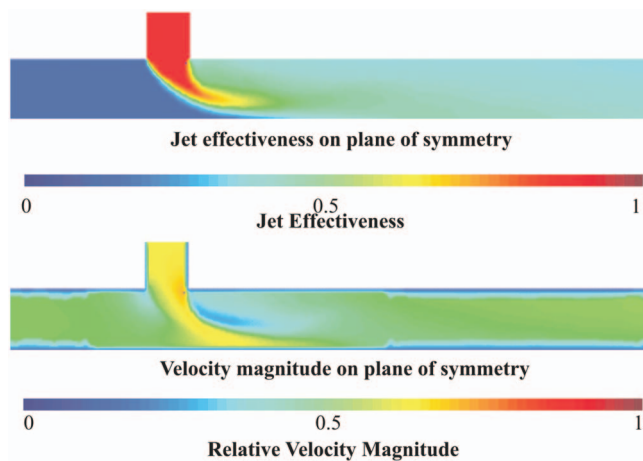 Jet effectiveness on plane of symmetry
0 0.5 1
Jet Effectiveness
Velocity magnitude on plane of symmetry
0 0.5 1
Relative Velocity Magnitude